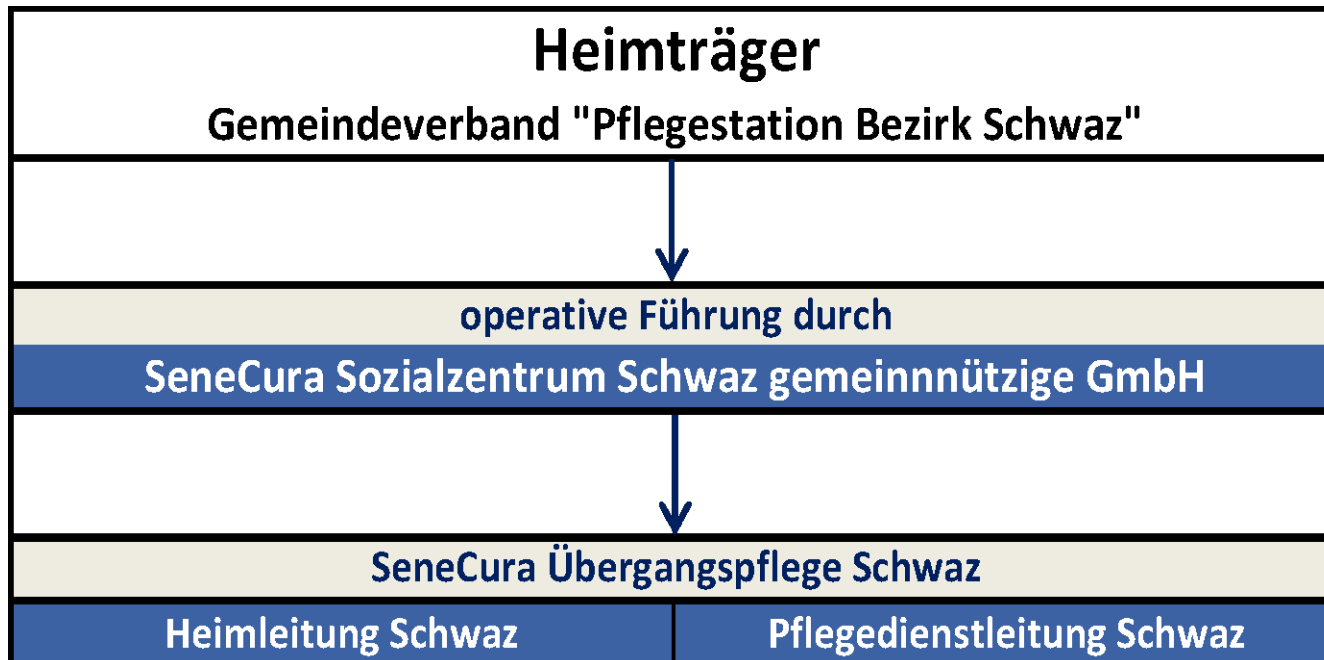 Heimträger
Gemeindeverband "Pflegestation Bezirk Schwaz"
operative Führung durch
SeneCura Sozialzentrum Schwaz gemeinnnützige GmbH
SeneCura Übergangspflege Schwaz
Heimleitung Schwaz
Pflegedienstleitung Schwaz